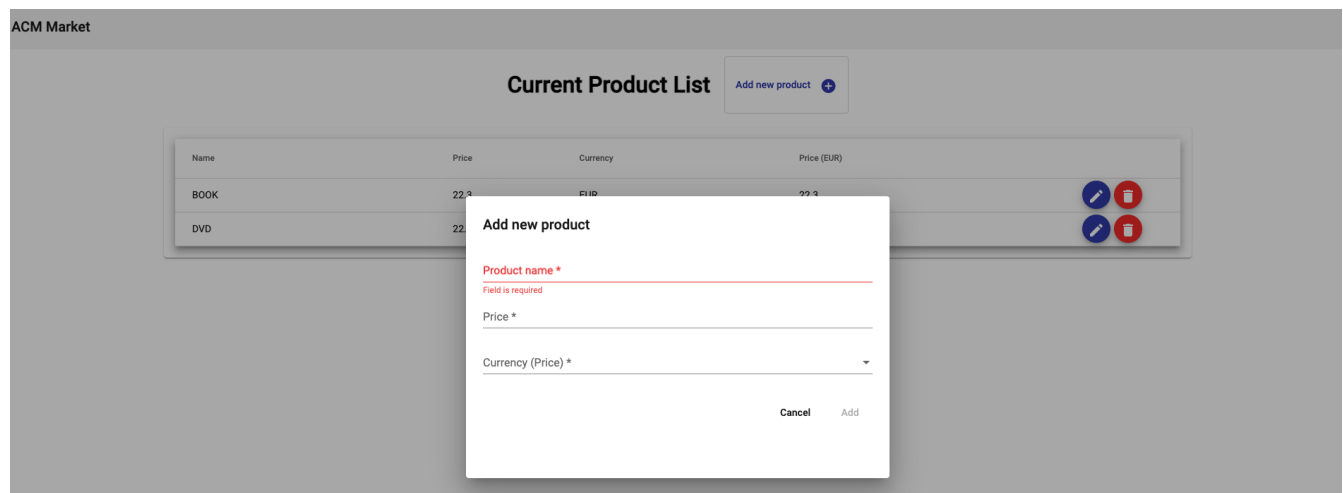 ACM Market
Current Product List Add new product
Name Price Currency Price (EUR)
BOOK 22.3 EUR 22.3
DVD 22.
Add new product
Product name *
Field is required
Price *
Currency (Price) *
Cancel Add